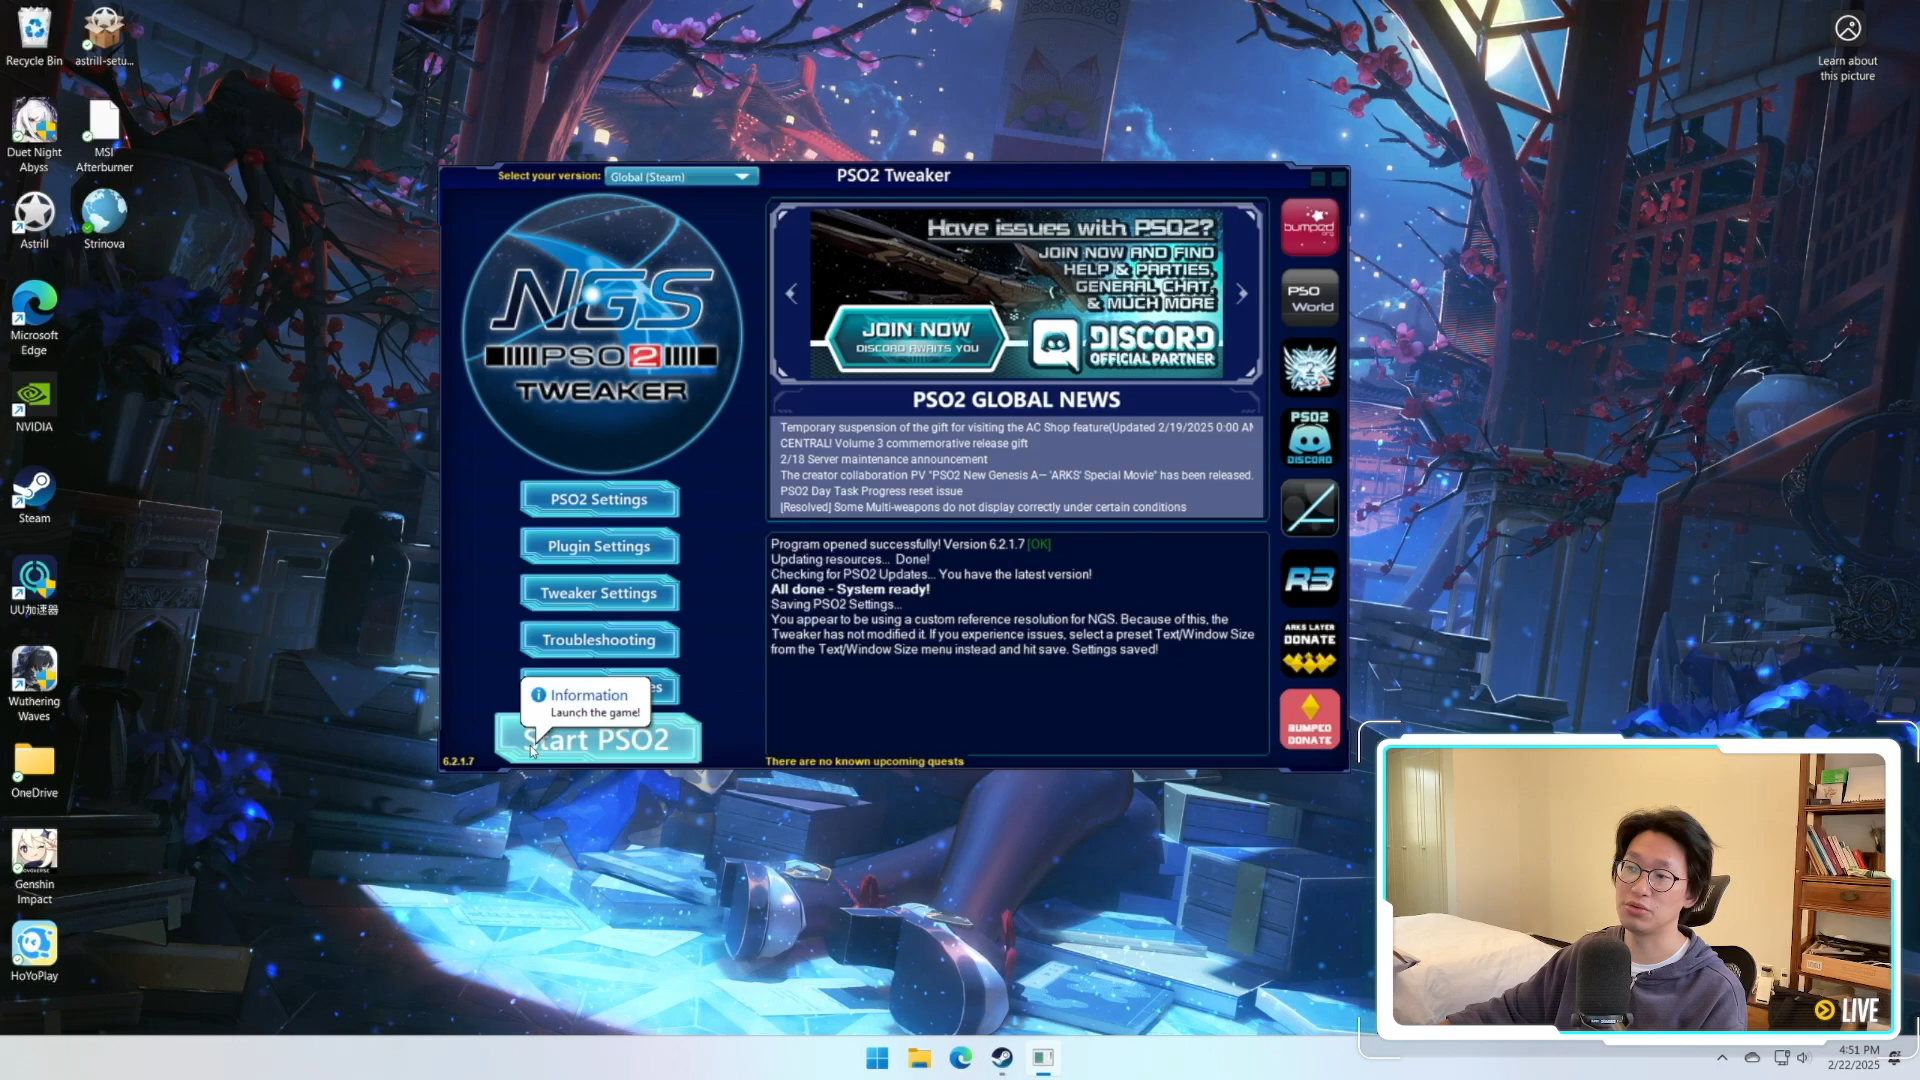 Recycle Bin
astrill-setu...
Duet Night
Abyss
MSI
Afterburner
Astrill
Strinova
Microsoft
Edge
NVIDIA
Steam
UU加速器
Wuthering
Waves
OneDrive
Genshin
Impact
HoYoPlay
Learn about
this picture
Select your version:
Global (Steam)
PSO2 Tweaker
NGS
PSO2
TWEAKER
PSO2 Settings
Plugin Settings
Tweaker Settings
Troubleshooting
es
Information
Launch the game!
Start PSO2
6.2.1.7
Have issues with PSO2?
JOIN NOW AND FIND
HELP & PARTIES,
GENERAL CHAT,
& MUCH MORE
JOIN NOW
DISCORD AWAITS YOU
DISCORD
OFFICIAL PARTNER
PSO2 GLOBAL NEWS
Temporary suspension of the gift for visiting the AC Shop feature(Updated 2/19/2025 0:00 AM
CENTRAL! Volume 3 commemorative release gift
2/18 Server maintenance announcement
The creator collaboration PV "PSO2 New Genesis A— 'ARKS' Special Movie" has been released.
PSO2 Day Task Progress reset issue
[Resolved] Some Multi-weapons do not display correctly under certain conditions
Program opened successfully! Version 6.2.1.7 [OK]
Updating resources... Done!
Checking for PSO2 Updates... You have the latest version!
All done - System ready!
Saving PSO2 Settings...
You appear to be using a custom reference resolution for NGS. Because of this, the
Tweaker has not modified it. If you experience issues, select a preset Text/Window Size
from the Text/Window Size menu instead and hit save. Settings saved!
There are no known upcoming quests
bumped
.org
PSO
World
PSO2
DISCORD
R3
ARKS LAYER
DONATE
BUMPED
DONATE
LIVE
4:51 PM
2/22/2025